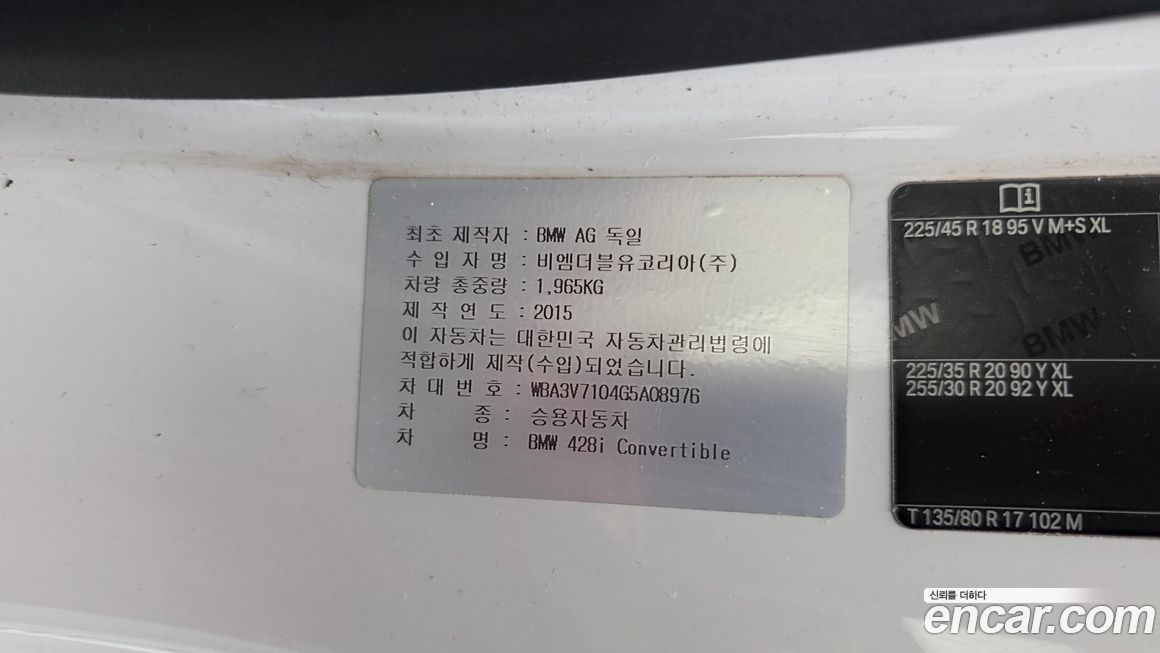 최초 제작자 : BMW AG 독일
수 입 자 명 : 비엠더블유코리아(주)
차량 총중량 : 1,965KG
제 작 연 도 : 2015
이 자동차는 대한민국 자동차관리법령에
적합하게 제작(수입)되었습니다.
차 대 번 호 : WBA3V7104G5A08976
차 종 : 승용자동차
차 명 : BMW 428i Convertible
225/45 R 18 95 V M+S XL
BMW
BMW
BMW
225/35 R 20 90 Y XL
255/30 R 20 92 Y XL
T 135/80 R 17 102 M
신뢰를 더하다
encar.com